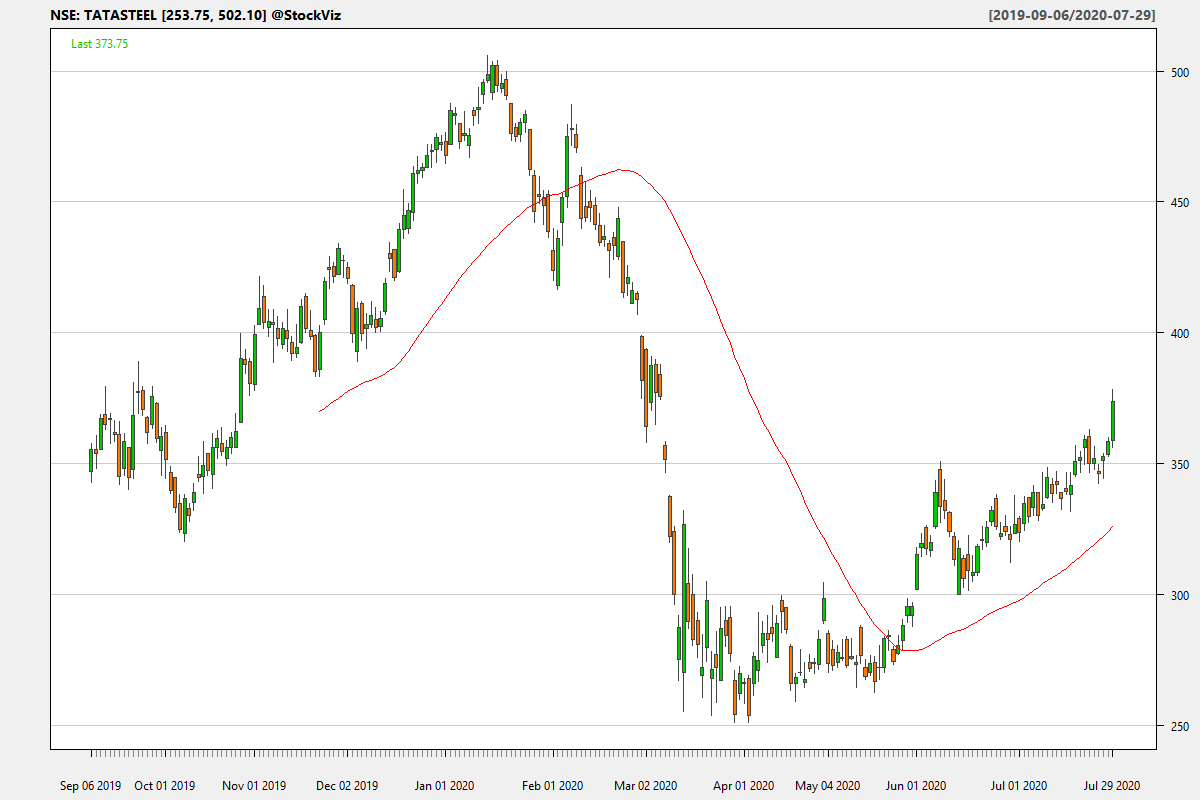 NSE: TATASTEEL [253.75, 502.10] @StockViz
[2019-09-06/2020-07-29]
Last 373.75
500
450
400
350
300
250
Sep 06 2019
Oct 01 2019
Nov 01 2019
Dec 02 2019
Jan 01 2020
Feb 01 2020
Mar 02 2020
Apr 01 2020
May 04 2020
Jun 01 2020
Jul 01 2020
Jul 29 2020